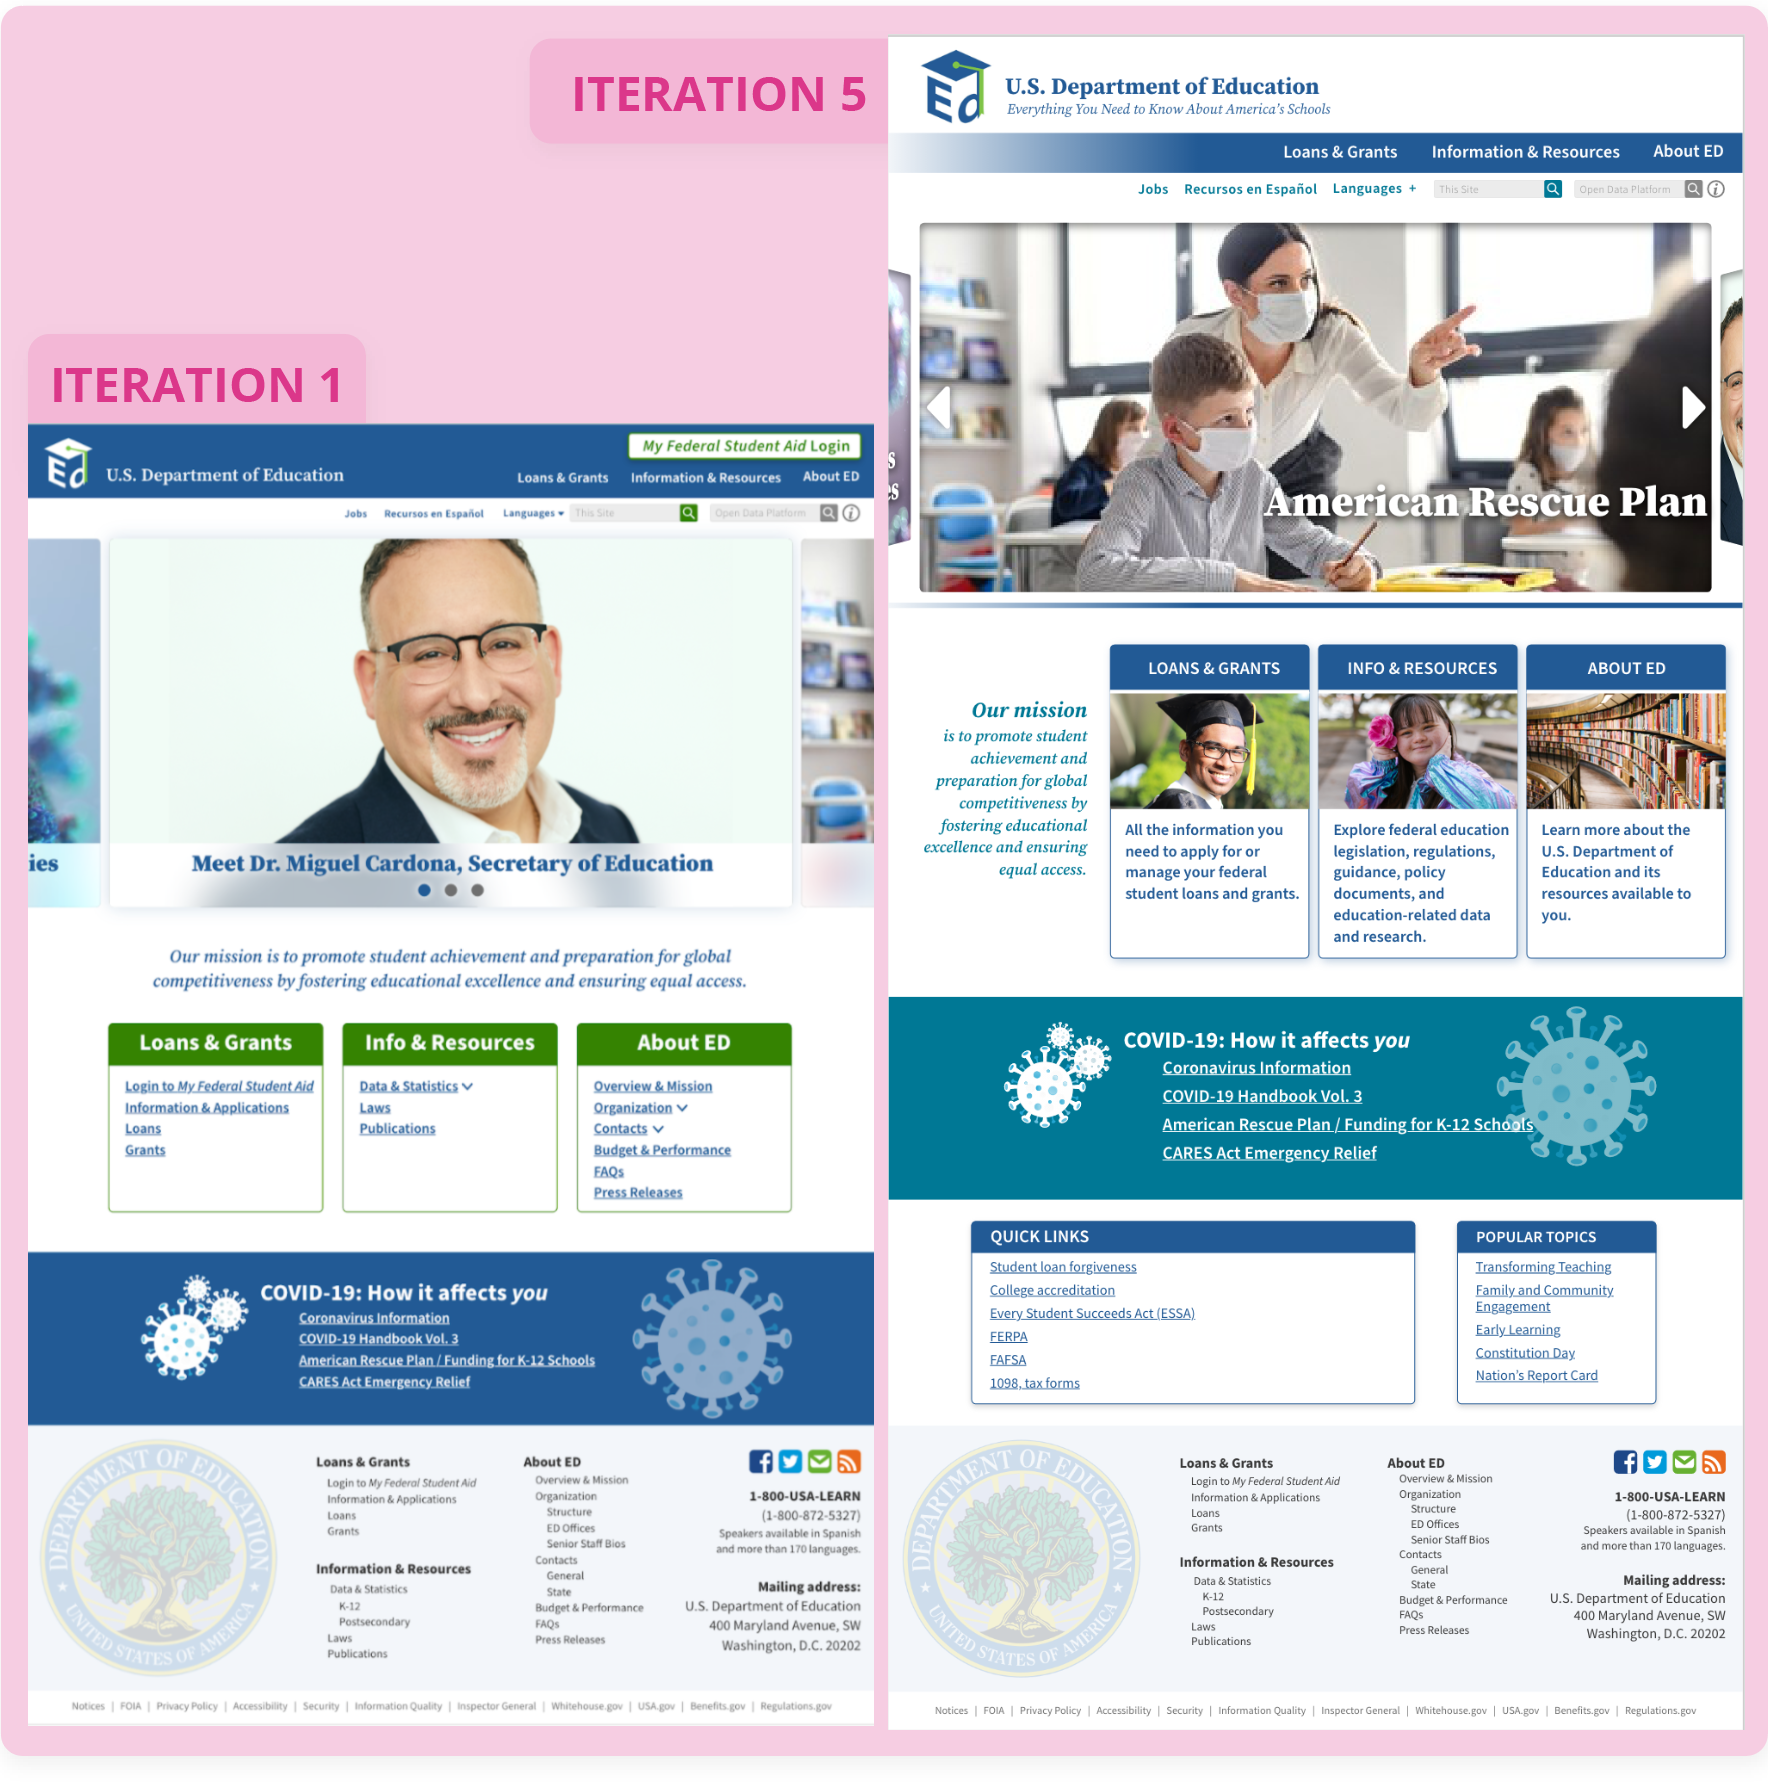 ITERATION 5
ITERATION 1
Ed
U.S. Department of Education
My Federal Student Aid Login
Loans & Grants
Information & Resources
About ED
Jobs
Recursos en Español
Languages
This Site
Open Data Platform
ies
Meet Dr. Miguel Cardona, Secretary of Education
Our mission is to promote student achievement and preparation for global
competitiveness by fostering educational excellence and ensuring equal access.
Loans & Grants
Login to My Federal Student Aid
Information & Applications
Loans
Grants
Info & Resources
Data & Statistics
Laws
Publications
About ED
Overview & Mission
Organization
Contacts
Budget & Performance
FAQs
Press Releases
COVID-19: How it affects you
Coronavirus Information
COVID-19 Handbook Vol. 3
American Rescue Plan / Funding for K-12 Schools
CARES Act Emergency Relief
DEPARTMENT OF EDUCATION
UNITED STATES OF AMERICA
Loans & Grants
Login to My Federal Student Aid
Information & Applications
Loans
Grants
Information & Resources
Data & Statistics
K-12
Postsecondary
Laws
Publications
About ED
Overview & Mission
Organization
Structure
ED Offices
Senior Staff Bios
Contacts
General
State
Budget & Performance
FAQs
Press Releases
1-800-USA-LEARN
(1-800-872-5327)
Speakers available in Spanish
and more than 170 languages.
Mailing address:
U.S. Department of Education
400 Maryland Avenue, SW
Washington, D.C. 20202
Notices | FOIA | Privacy Policy | Accessibility | Security | Information Quality | Inspector General | Whitehouse.gov | USA.gov | Benefits.gov | Regulations.gov
Ed
U.S. Department of Education
Everything You Need to Know About America's Schools
Loans & Grants
Information & Resources
About ED
Jobs
Recursos en Español
Languages +
This Site
Open Data Platform
s
es
American Rescue Plan
Our mission
is to promote student
achievement and
preparation for global
competitiveness by
fostering educational
excellence and ensuring
equal access.
LOANS & GRANTS
All the information you
need to apply for or
manage your federal
student loans and grants.
INFO & RESOURCES
Explore federal education
legislation, regulations,
guidance, policy
documents, and
education-related data
and research.
ABOUT ED
Learn more about the
U.S. Department of
Education and its
resources available to
you.
COVID-19: How it affects you
Coronavirus Information
COVID-19 Handbook Vol. 3
American Rescue Plan / Funding for K-12 Schools
CARES Act Emergency Relief
QUICK LINKS
Student loan forgiveness
College accreditation
Every Student Succeeds Act (ESSA)
FERPA
FAFSA
1098, tax forms
POPULAR TOPICS
Transforming Teaching
Family and Community
Engagement
Early Learning
Constitution Day
Nation's Report Card
DEPARTMENT OF EDUCATION
UNITED STATES OF AMERICA
Loans & Grants
Login to My Federal Student Aid
Information & Applications
Loans
Grants
Information & Resources
Data & Statistics
K-12
Postsecondary
Laws
Publications
About ED
Overview & Mission
Organization
Structure
ED Offices
Senior Staff Bios
Contacts
General
State
Budget & Performance
FAQs
Press Releases
1-800-USA-LEARN
(1-800-872-5327)
Speakers available in Spanish
and more than 170 languages.
Mailing address:
U.S. Department of Education
400 Maryland Avenue, SW
Washington, D.C. 20202
Notices | FOIA | Privacy Policy | Accessibility | Security | Information Quality | Inspector General | Whitehouse.gov | USA.gov | Benefits.gov | Regulations.gov